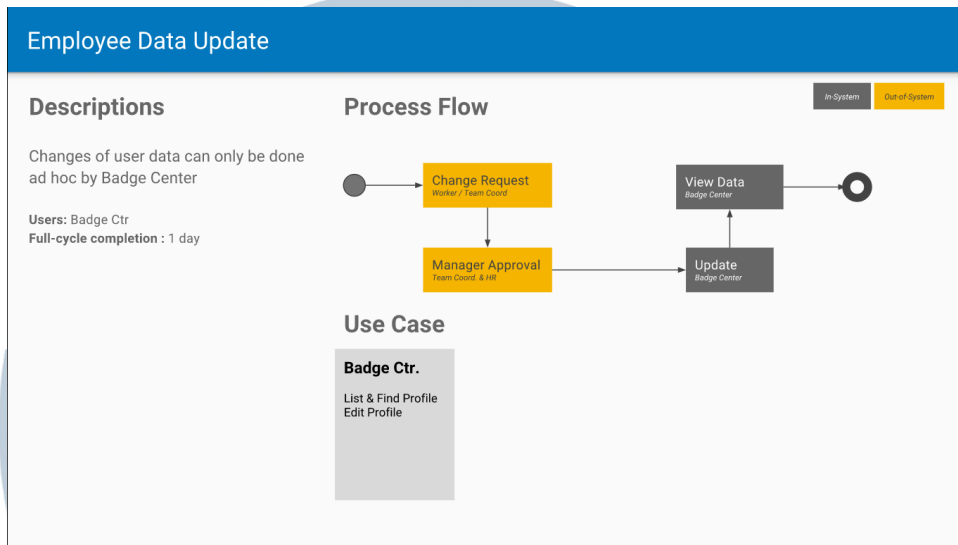 Employee Data Update
Descriptions
Changes of user data can only be done
ad hoc by Badge Center
Users: Badge Ctr
Full-cycle completion : 1 day
Process Flow
In-System
Out-of-System
Change Request
Worker / Team Coord
Manager Approval
Team Coord. & HR
View Data
Badge Center
Update
Badge Center
Use Case
Badge Ctr.
List & Find Profile
Edit Profile